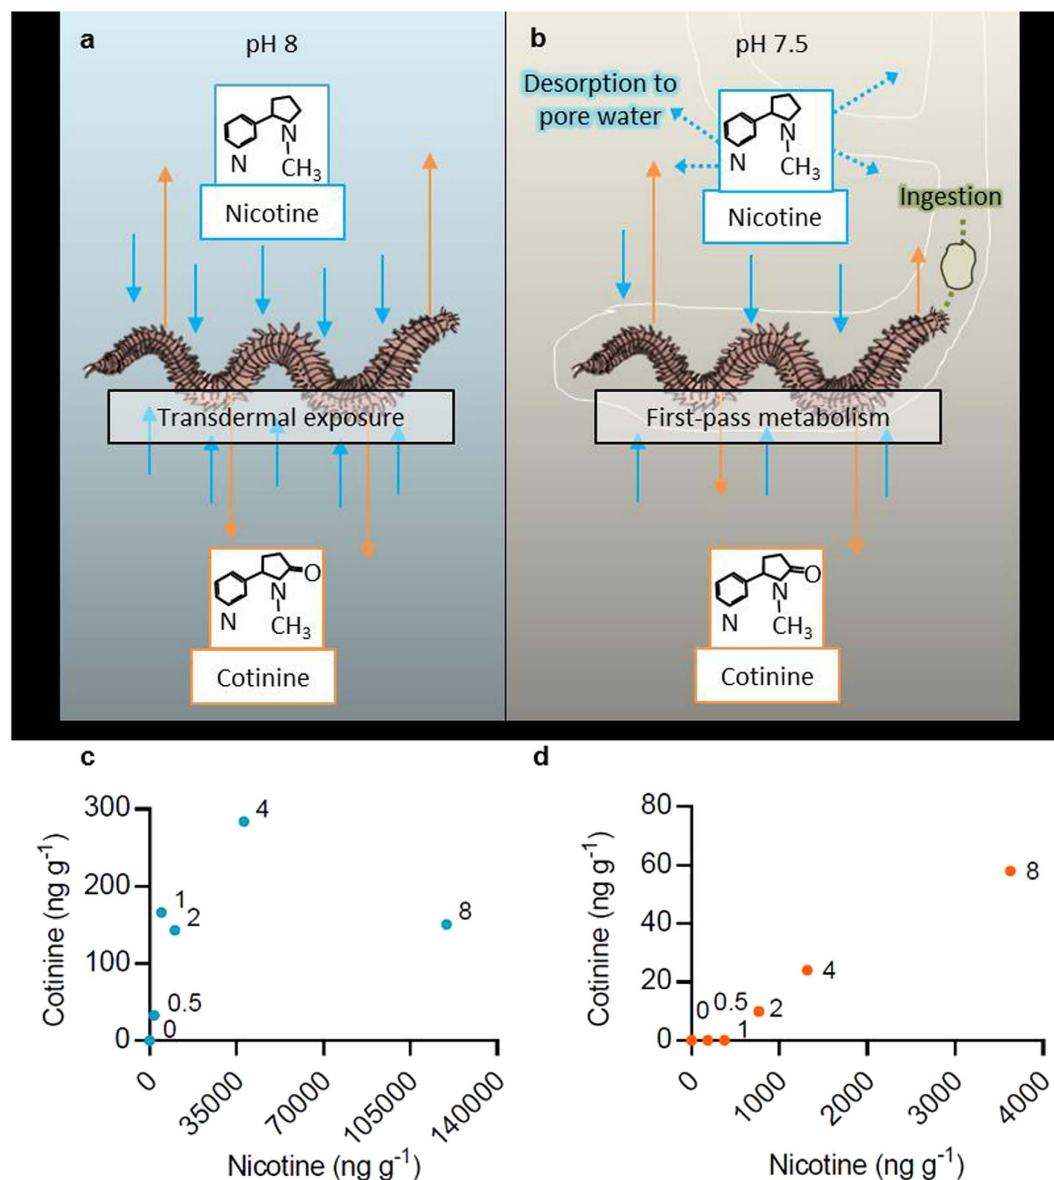 a
pH 8
N
N
CH3
Nicotine
Transdermal exposure
N
O
N
CH3
Cotinine
b
pH 7.5
Desorption to
pore water
N
N
CH3
Nicotine
Ingestion
First-pass metabolism
N
O
N
CH3
Cotinine
c
Cotinine (ng g-1)
300
200
100
0
4
1
2
8
0.5
0
0
35000
70000
105000
140000
Nicotine (ng g-1)
d
Cotinine (ng g-1)
80
60
40
20
0
8
4
2
0
0.5
1
0
1000
2000
3000
4000
Nicotine (ng g-1)